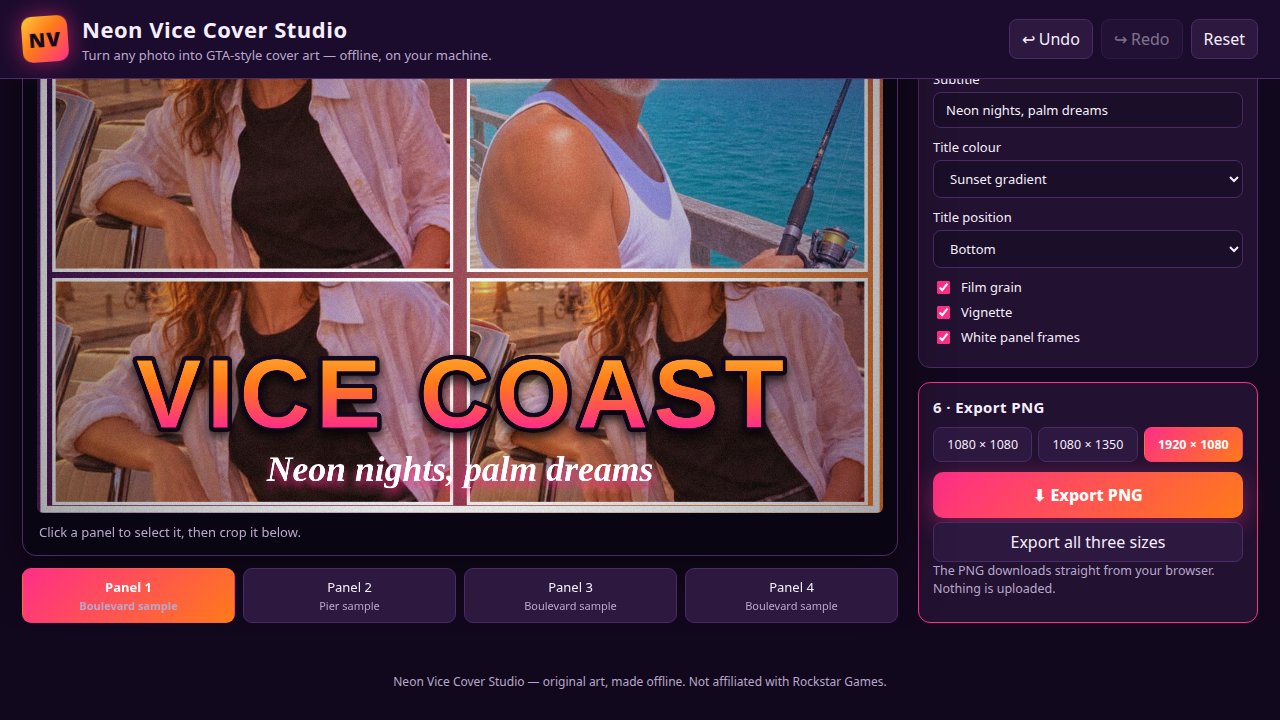 NV
Neon Vice Cover Studio
Turn any photo into GTA-style cover art — offline, on your machine.
↩ Undo
↪ Redo
Reset
Subtitle
Neon nights, palm dreams
Title colour
Sunset gradient
Title position
Bottom
Film grain
Vignette
White panel frames
VICE COAST
Neon nights, palm dreams
Click a panel to select it, then crop it below.
Panel 1
Boulevard sample
Panel 2
Pier sample
Panel 3
Boulevard sample
Panel 4
Boulevard sample
6 · Export PNG
1080 × 1080
1080 × 1350
1920 × 1080
⬇ Export PNG
Export all three sizes
The PNG downloads straight from your browser.
Nothing is uploaded.
Neon Vice Cover Studio — original art, made offline. Not affiliated with Rockstar Games.